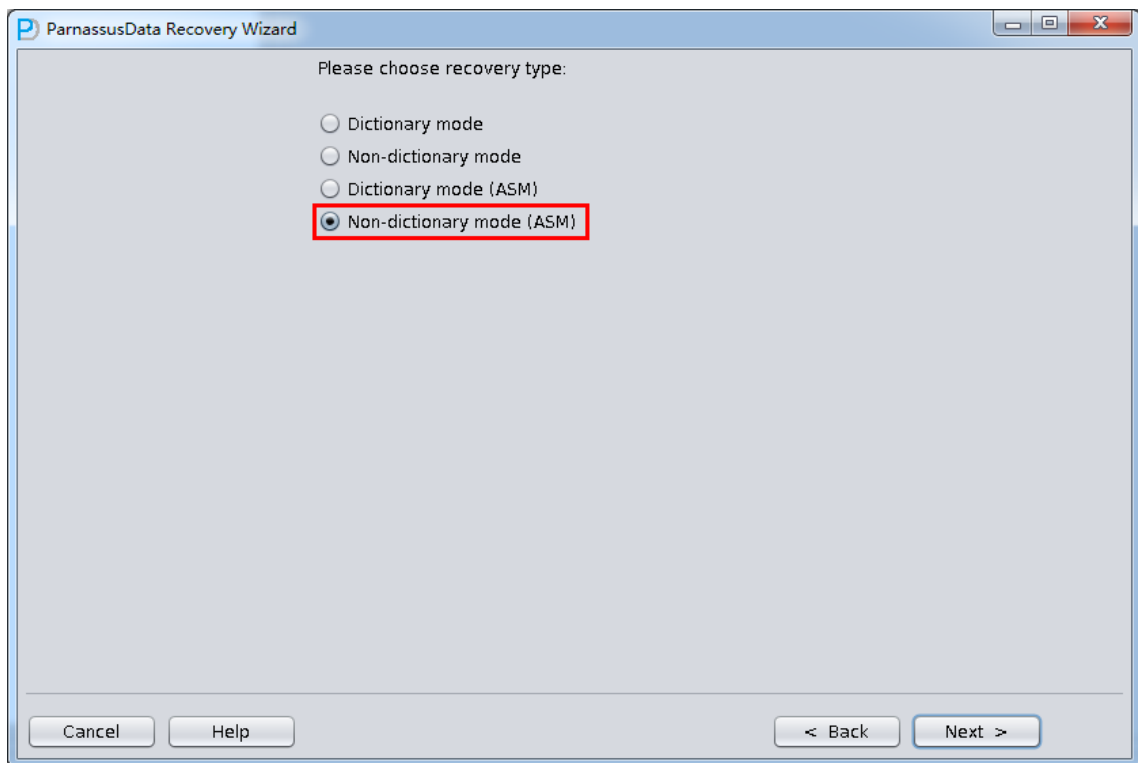 ParnassusData Recovery Wizard
Please choose recovery type:
Dictionary mode
Non-dictionary mode
Dictionary mode (ASM)
Non-dictionary mode (ASM)
Cancel Help < Back Next >